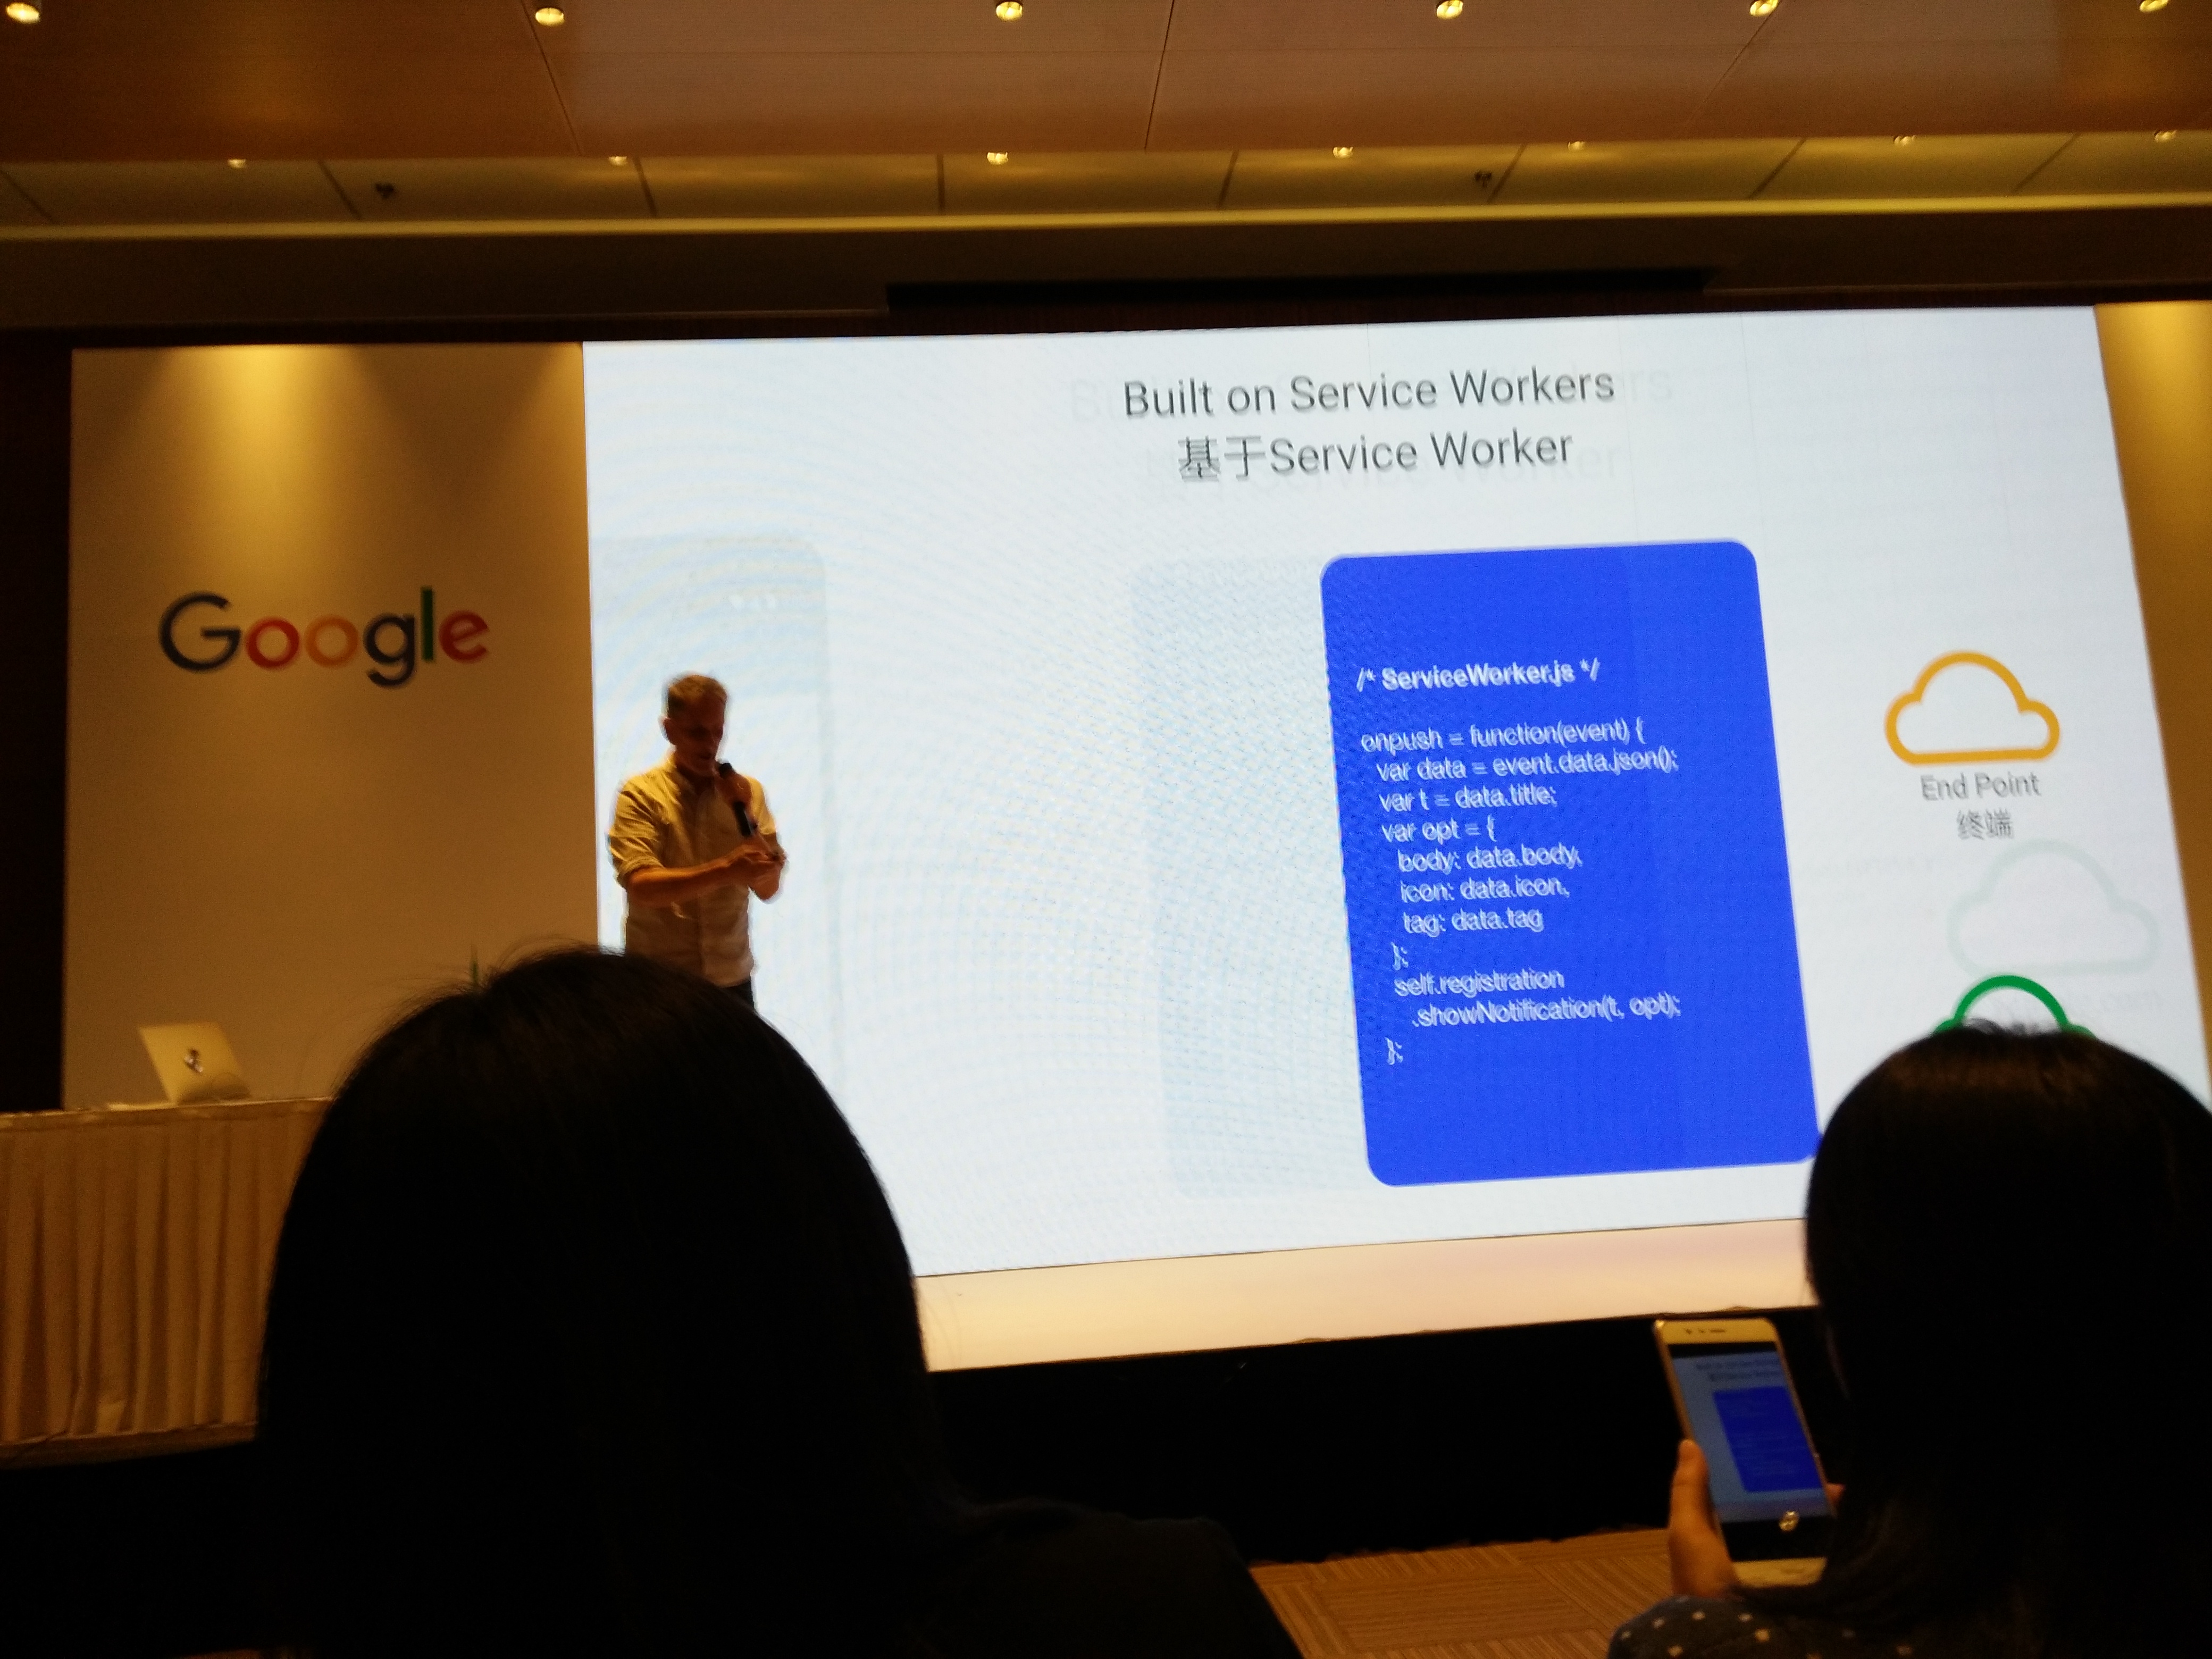 Google
Built on Service Workers
基于Service Worker
/* ServiceWorker.js */
onpush = function(event) {
var data = event.data.json();
var t = data.title;
var opt = {
body: data.body,
icon: data.icon,
tag: data.tag
};
self.registration
.showNotification(t, opt);
};
End Point
终端